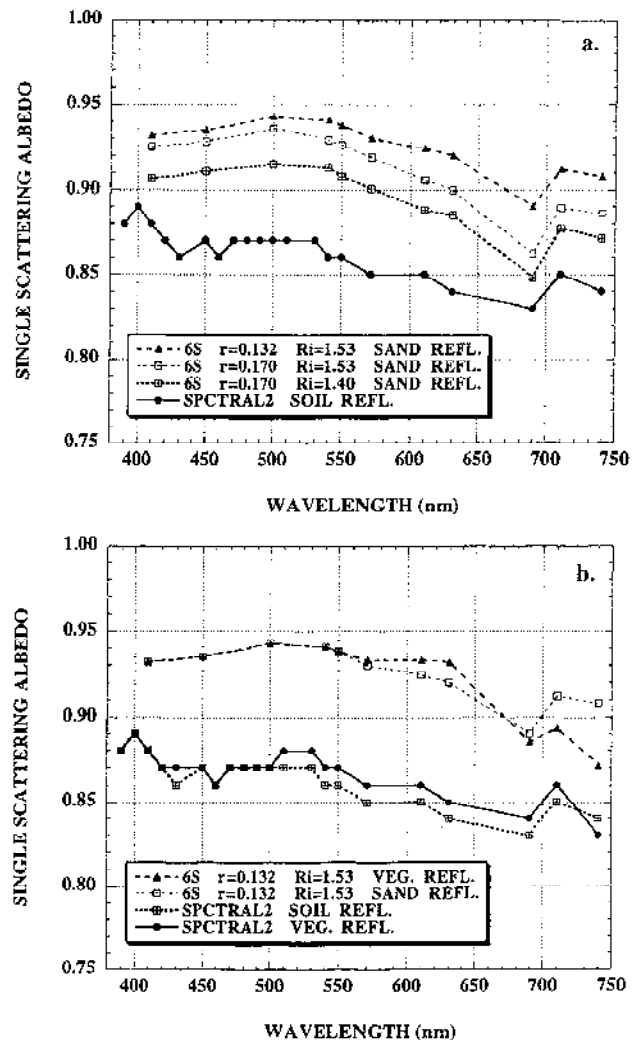 1.00
a.
0.95
0.90
0.85
0.80
0.75
SINGLE SCATTERING ALBEDO
6S r=0.132 Ri=1.53 SAND REFL.
6S r=0.170 Ri=1.53 SAND REFL.
6S r=0.170 Ri=1.40 SAND REFL.
SPCTRAL2 SOIL REFL.
400 450 500 550 600 650 700 750
WAVELENGTH (nm)
1.00
b.
0.95
0.90
0.85
0.80
0.75
SINGLE SCATTERING ALBEDO
6S r=0.132 Ri=1.53 VEG. REFL.
6S r=0.132 Ri=1.53 SAND REFL.
SPCTRAL2 SOIL REFL.
SPCTRAL2 VEG. REFL.
400 450 500 550 600 650 700 750
WAVELENGTH (nm)